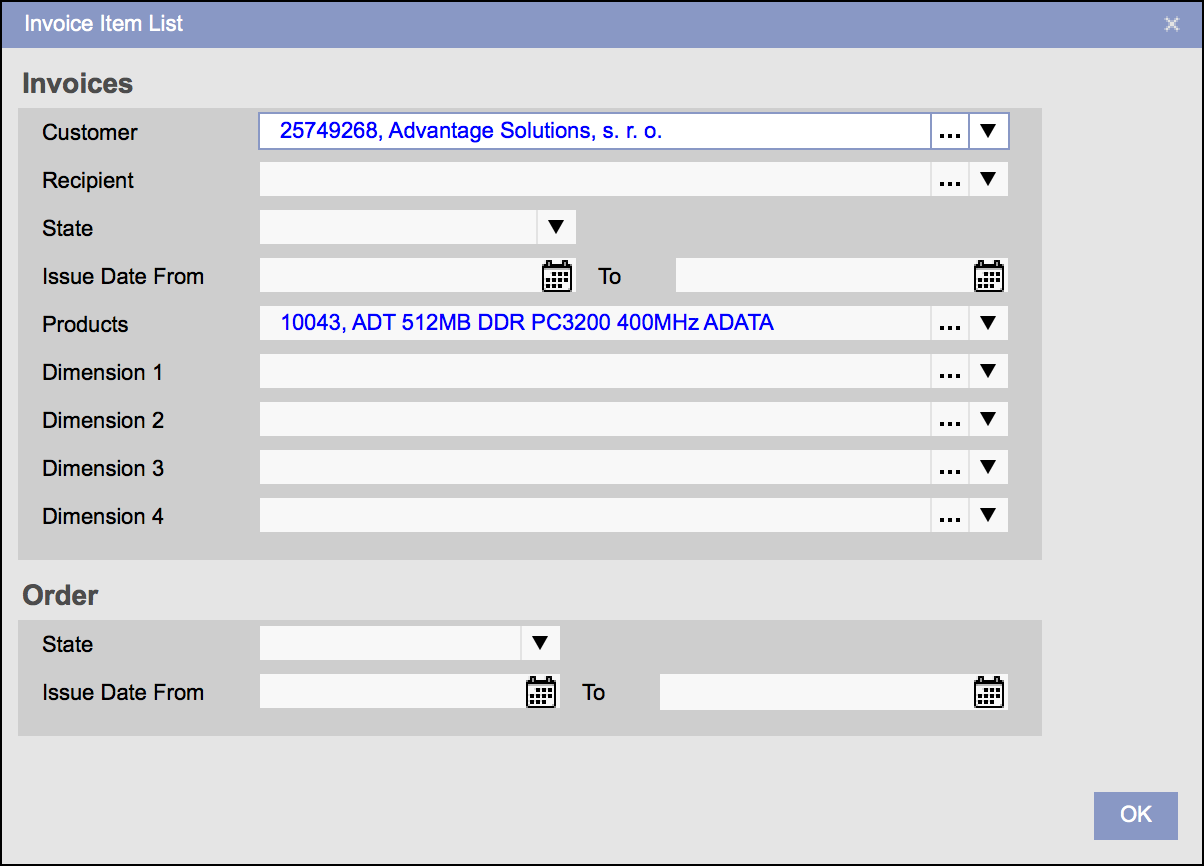 Invoice Item List
Invoices
Customer 25749268, Advantage Solutions, s. r. o. ...
Recipient ...
State
Issue Date From To
Products 10043, ADT 512MB DDR PC3200 400MHz ADATA ...
Dimension 1 ...
Dimension 2 ...
Dimension 3 ...
Dimension 4 ...
Order
State
Issue Date From To
OK